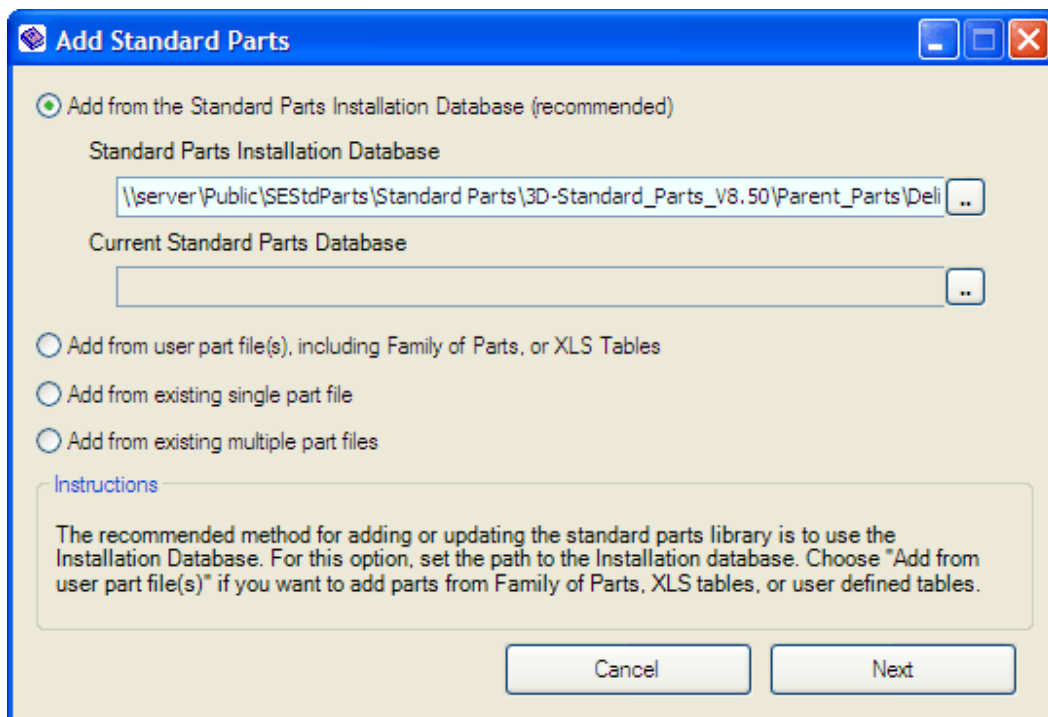 Add Standard Parts
Add from the Standard Parts Installation Database (recommended)
Standard Parts Installation Database
\\server\Public\SEStdParts\Standard Parts\3D-Standard_Parts_V8.50\Parent_Parts\Deli
..
Current Standard Parts Database
..
Add from user part file(s), including Family of Parts, or XLS Tables
Add from existing single part file
Add from existing multiple part files
Instructions
The recommended method for adding or updating the standard parts library is to use the
Installation Database. For this option, set the path to the Installation database. Choose "Add from
user part file(s)" if you want to add parts from Family of Parts, XLS tables, or user defined tables.
Cancel
Next